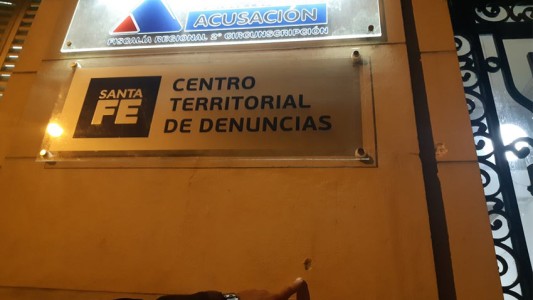 ACUSACIÓN
FISCALÍA REGIONAL 2° CIRCUNSCRIPCIÓN
SANTA
FE
CENTRO
TERRITORIAL
DE DENUNCIAS